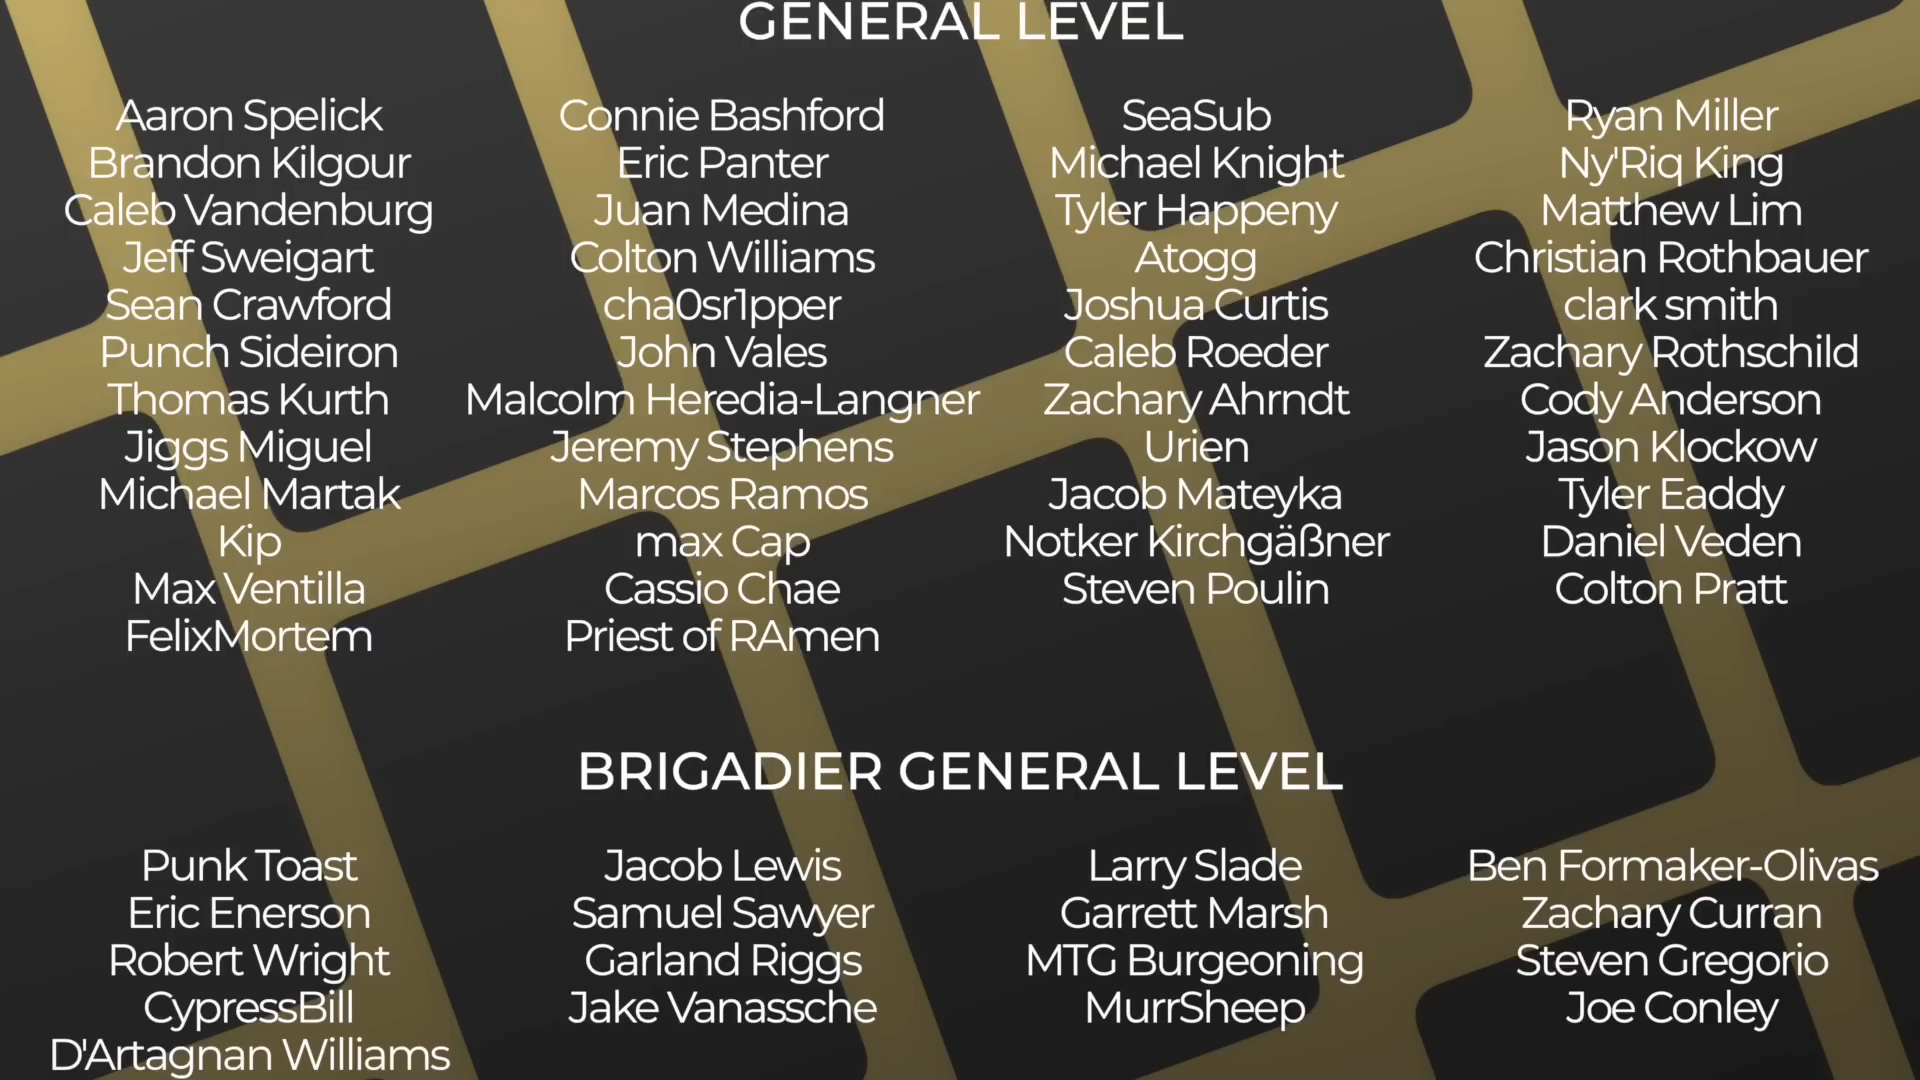 GENERAL LEVEL
Aaron Spelick
Brandon Kilgour
Caleb Vandenburg
Jeff Sweigart
Sean Crawford
Punch Sideiron
Thomas Kurth
Jiggs Miguel
Michael Martak
Kip
Max Ventilla
FelixMortem
Connie Bashford
Eric Panter
Juan Medina
Colton Williams
cha0sr1pper
John Vales
Malcolm Heredia-Langner
Jeremy Stephens
Marcos Ramos
max Cap
Cassio Chae
Priest of RAmen
SeaSub
Michael Knight
Tyler Happeny
Atogg
Joshua Curtis
Caleb Roeder
Zachary Ahrndt
Urien
Jacob Mateyka
Notker Kirchgäßner
Steven Poulin
Ryan Miller
Ny'Riq King
Matthew Lim
Christian Rothbauer
clark smith
Zachary Rothschild
Cody Anderson
Jason Klockow
Tyler Eaddy
Daniel Veden
Colton Pratt
BRIGADIER GENERAL LEVEL
Punk Toast
Eric Enerson
Robert Wright
CypressBill
D'Artagnan Williams
Jacob Lewis
Samuel Sawyer
Garland Riggs
Jake Vanassche
Larry Slade
Garrett Marsh
MTG Burgeoning
MurrSheep
Ben Formaker-Olivas
Zachary Curran
Steven Gregorio
Joe Conley